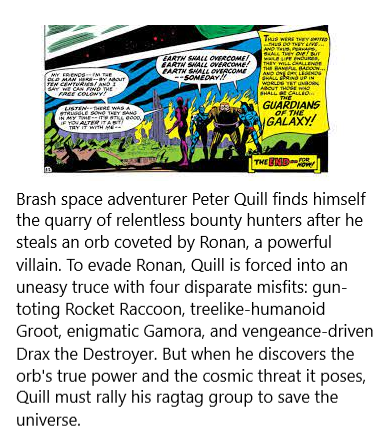 MY FRIENDS--I'M THE
OLD MAN HERE--BY ABOUT
TEN CENTURIES! AND I
SAY WE CAN FIND THE
FREE COLONY!
LISTEN--THERE WAS A
STRUGGLE SONG THEY SANG
IN MY TIME--IT'S STILL GOOD,
IF YOU ALTER IT A BIT!
TRY IT WITH ME--
EARTH SHALL OVERCOME!
EARTH SHALL OVERCOME!
EARTH SHALL OVERCOME
--SOMEDAY!!
THUS WERE THEY UNITED
...THUS DO THEY LIVE...
AND THUS, PERHAPS,
SHALL THEY DIE! BUT
WHILE LIFE ENDURES,
THEY WILL CHALLENGE
THE BANEFUL BADOON...
AND ONE DAY, LEGENDS
SHALL SPRING UP IN
WORLDS YET UNBORN,
ABOUT THOSE WHO
SHALL BE CALLED...
THE
GUARDIANS
OF THE
GALAXY!
THE END--FOR NOW!
Brash space adventurer Peter Quill finds himself
the quarry of relentless bounty hunters after he
steals an orb coveted by Ronan, a powerful
villain. To evade Ronan, Quill is forced into an
uneasy truce with four disparate misfits: gun-
toting Rocket Raccoon, treelike-humanoid
Groot, enigmatic Gamora, and vengeance-driven
Drax the Destroyer. But when he discovers the
orb's true power and the cosmic threat it poses,
Quill must rally his ragtag group to save the
universe.